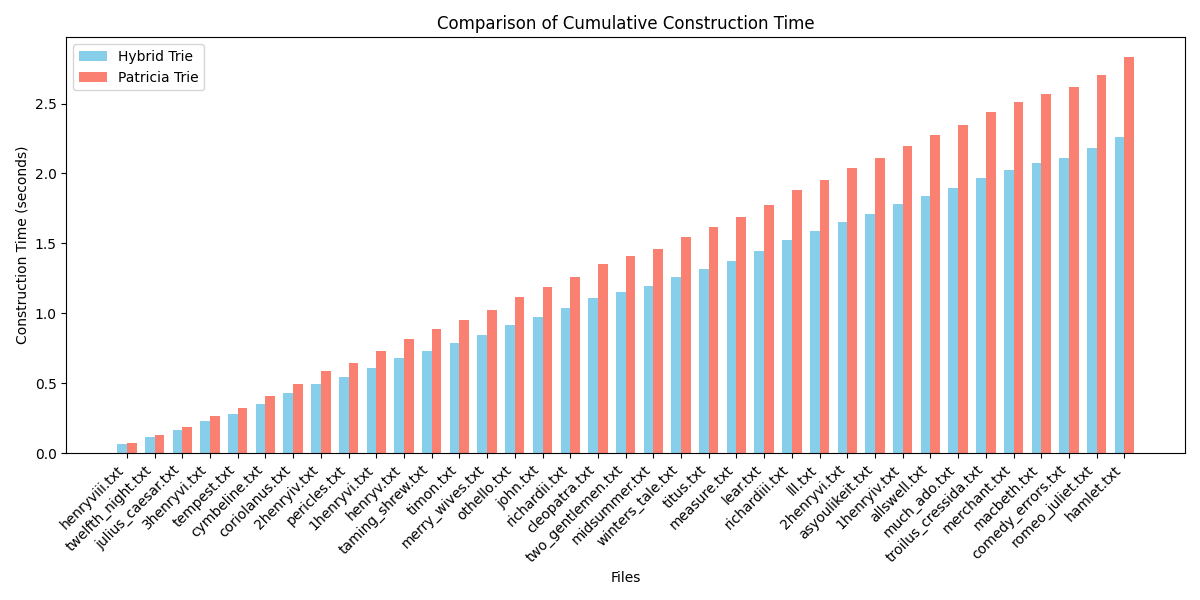 Comparison of Cumulative Construction Time
Hybrid Trie
Patricia Trie
Construction Time (seconds)
2.5
2.0
1.5
1.0
0.5
0.0
henryviii.txt
twelfth_night.txt
julius_caesar.txt
3henryvi.txt
tempest.txt
cymbeline.txt
coriolanus.txt
2henryiv.txt
pericles.txt
1henryvi.txt
henryv.txt
taming_shrew.txt
timon.txt
merry_wives.txt
othello.txt
john.txt
richardii.txt
cleopatra.txt
two_gentlemen.txt
midsummer.txt
winters_tale.txt
titus.txt
measure.txt
lear.txt
richardiii.txt
lll.txt
2henryvi.txt
asyoulikeit.txt
1henryiv.txt
allswell.txt
much_ado.txt
troilus_cressida.txt
merchant.txt
macbeth.txt
comedy_errors.txt
romeo_juliet.txt
hamlet.txt
Files